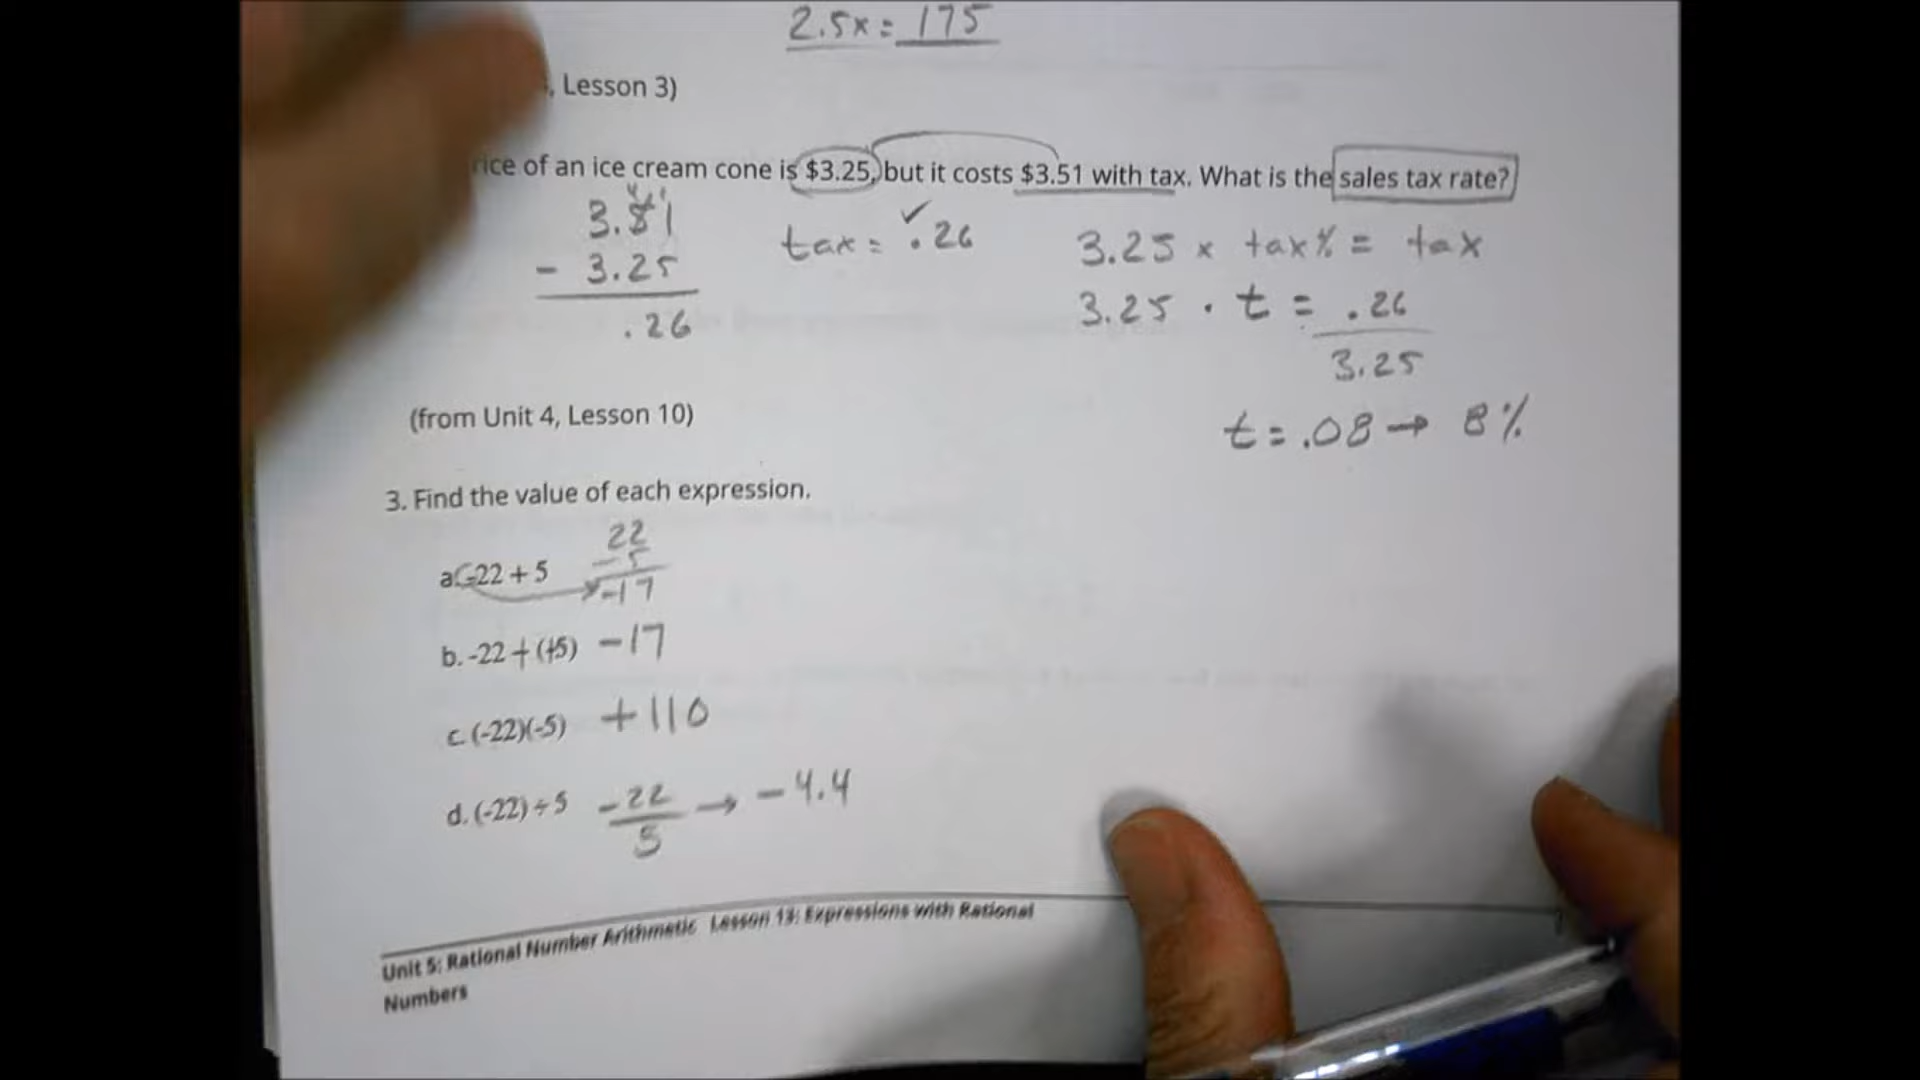 2.5x = 175
, Lesson 3)
rice of an ice cream cone is $3.25, but it costs $3.51 with tax. What is the sales tax rate?
3.51
- 3.25
.26
tax = .26
3.25 x tax % = tax
3.25 · t = .26
3.25
t = .08 → 8%
(from Unit 4, Lesson 10)
3. Find the value of each expression.
22
- 5
a. -22 + 5 -17
b. -22 + (+5) -17
c. (-22)(-5) +110
d. (-22) ÷ 5 -22 → -4.4
5
Unit 5: Rational Number Arithmetic Lesson 13: Expressions with Rational
Numbers